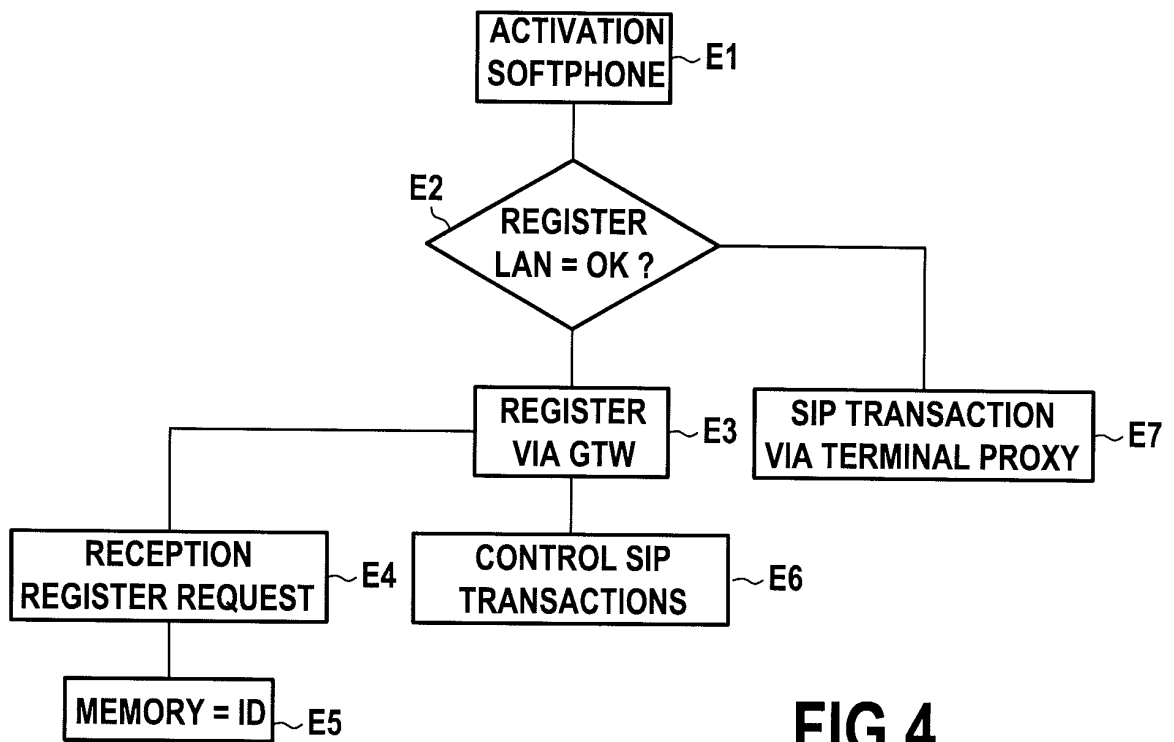 ACTIVATION
SOFTPHONE
E1
E2
REGISTER
LAN = OK ?
REGISTER
VIA GTW
E3
SIP TRANSACTION
VIA TERMINAL PROXY
E7
RECEPTION
REGISTER REQUEST
E4
CONTROL SIP
TRANSACTIONS
E6
MEMORY = ID
E5
FIG.4